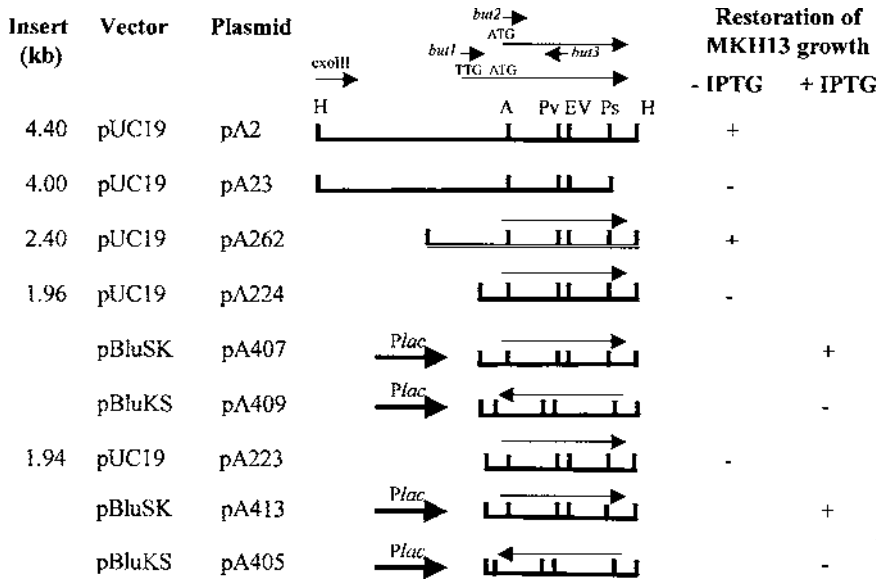 Insert (kb) Vector Plasmid Restoration of MKH13 growth
- IPTG + IPTG
but2
ATG
but1 but3
exoIII TTG ATG
H A Pv EV Ps H
4.40 pUC19 pA2 +
4.00 pUC19 pA23 -
2.40 pUC19 pA262 +
1.96 pUC19 pA224 -
pBluSK pA407 Plac +
pBluKS pA409 Plac -
1.94 pUC19 pA223 -
pBluSK pA413 Plac +
pBluKS pA405 Plac -